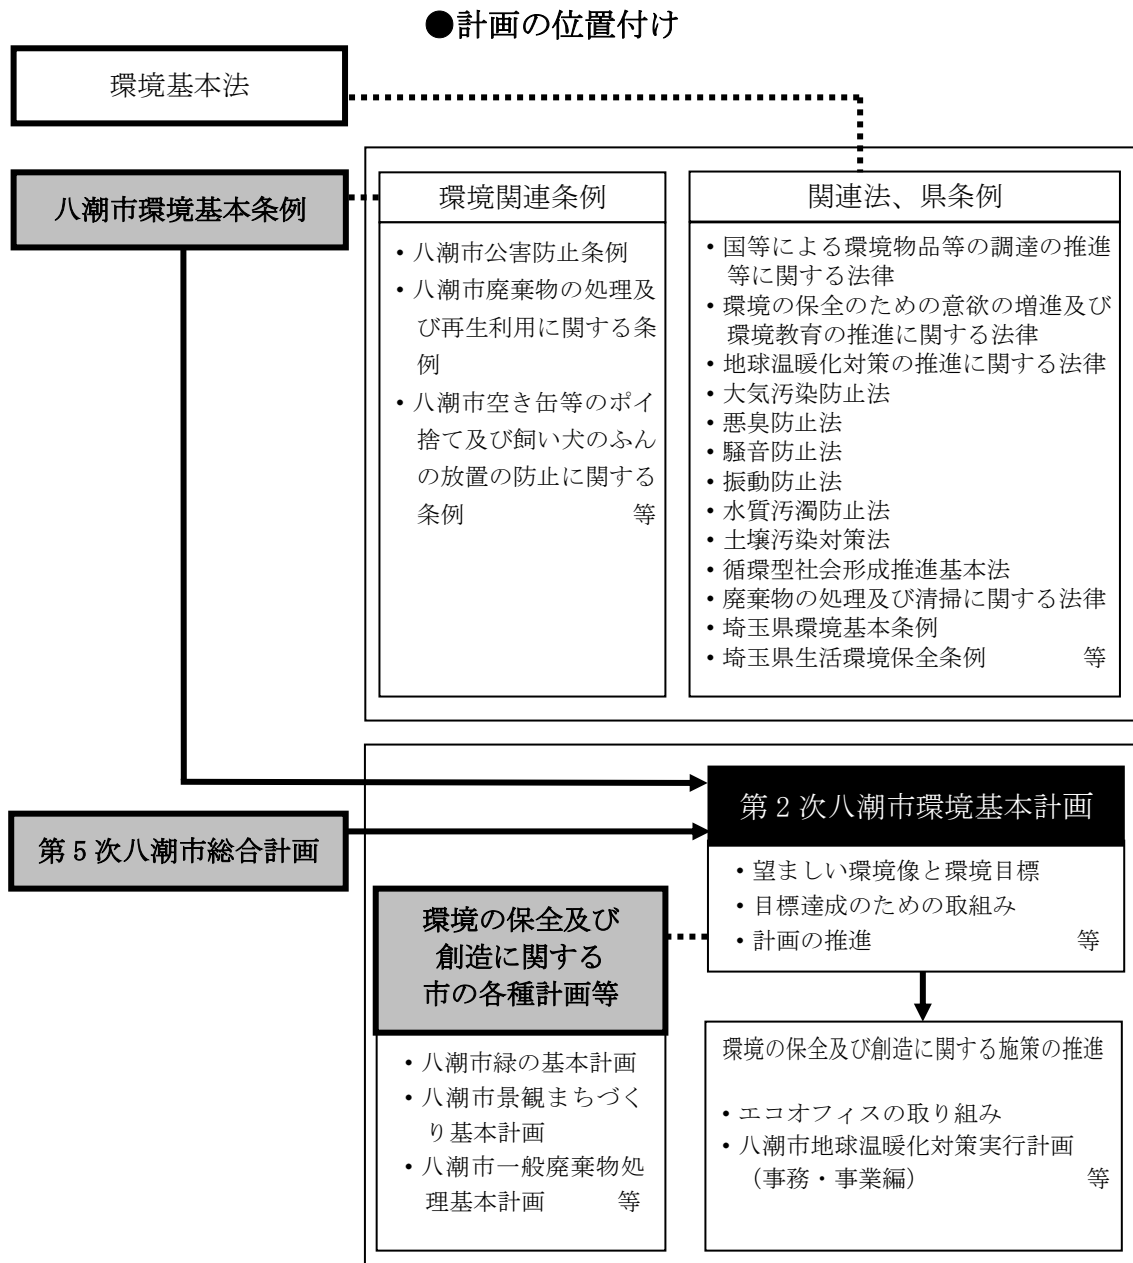 ●計画の位置付け
環境基本法
八潮市環境基本条例
環境関連条例
・八潮市公害防止条例
・八潮市廃棄物の処理及
び再生利用に関する条
例
・八潮市空き缶等のポイ
捨て及び飼い犬のふん
の放置の防止に関する
条例 等
関連法、県条例
・国等による環境物品等の調達の推進
等に関する法律
・環境の保全のための意欲の増進及び
環境教育の推進に関する法律
・地球温暖化対策の推進に関する法律
・大気汚染防止法
・悪臭防止法
・騒音防止法
・振動防止法
・水質汚濁防止法
・土壌汚染対策法
・循環型社会形成推進基本法
・廃棄物の処理及び清掃に関する法律
・埼玉県環境基本条例
・埼玉県生活環境保全条例 等
第5次八潮市総合計画
第2次八潮市環境基本計画
・望ましい環境像と環境目標
・目標達成のための取組み
・計画の推進 等
環境の保全及び
創造に関する
市の各種計画等
・八潮市緑の基本計画
・八潮市景観まちづく
り基本計画
・八潮市一般廃棄物処
理基本計画 等
環境の保全及び創造に関する施策の推進
・エコオフィスの取り組み
・八潮市地球温暖化対策実行計画
（事務・事業編） 等